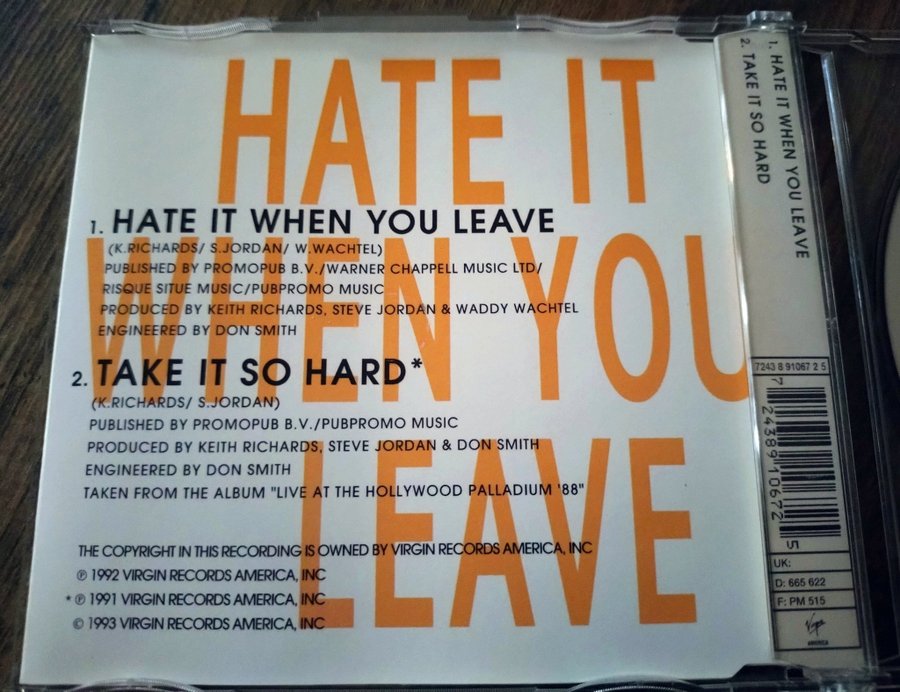 HATE IT
WHEN YOU
LEAVE
1. HATE IT WHEN YOU LEAVE
(K.RICHARDS/ S.JORDAN/ W.WACHTEL)
PUBLISHED BY PROMOPUB B.V./WARNER CHAPPELL MUSIC LTD/
RISQUE SITUE MUSIC/PUBPROMO MUSIC
PRODUCED BY KEITH RICHARDS, STEVE JORDAN & WADDY WACHTEL
ENGINEERED BY DON SMITH
2. TAKE IT SO HARD*
(K.RICHARDS/ S.JORDAN)
PUBLISHED BY PROMOPUB B.V./PUBPROMO MUSIC
PRODUCED BY KEITH RICHARDS, STEVE JORDAN & DON SMITH
ENGINEERED BY DON SMITH
TAKEN FROM THE ALBUM "LIVE AT THE HOLLYWOOD PALLADIUM '88"
THE COPYRIGHT IN THIS RECORDING IS OWNED BY VIRGIN RECORDS AMERICA, INC
℗ 1992 VIRGIN RECORDS AMERICA, INC
* ℗ 1991 VIRGIN RECORDS AMERICA, INC
© 1993 VIRGIN RECORDS AMERICA, INC
1. HATE IT WHEN YOU LEAVE
2. TAKE IT SO HARD
7243 8 91067 2 5
7 24389 10672 5
UK:
D: 665 622
F: PM 515
Virgin
AMERICA